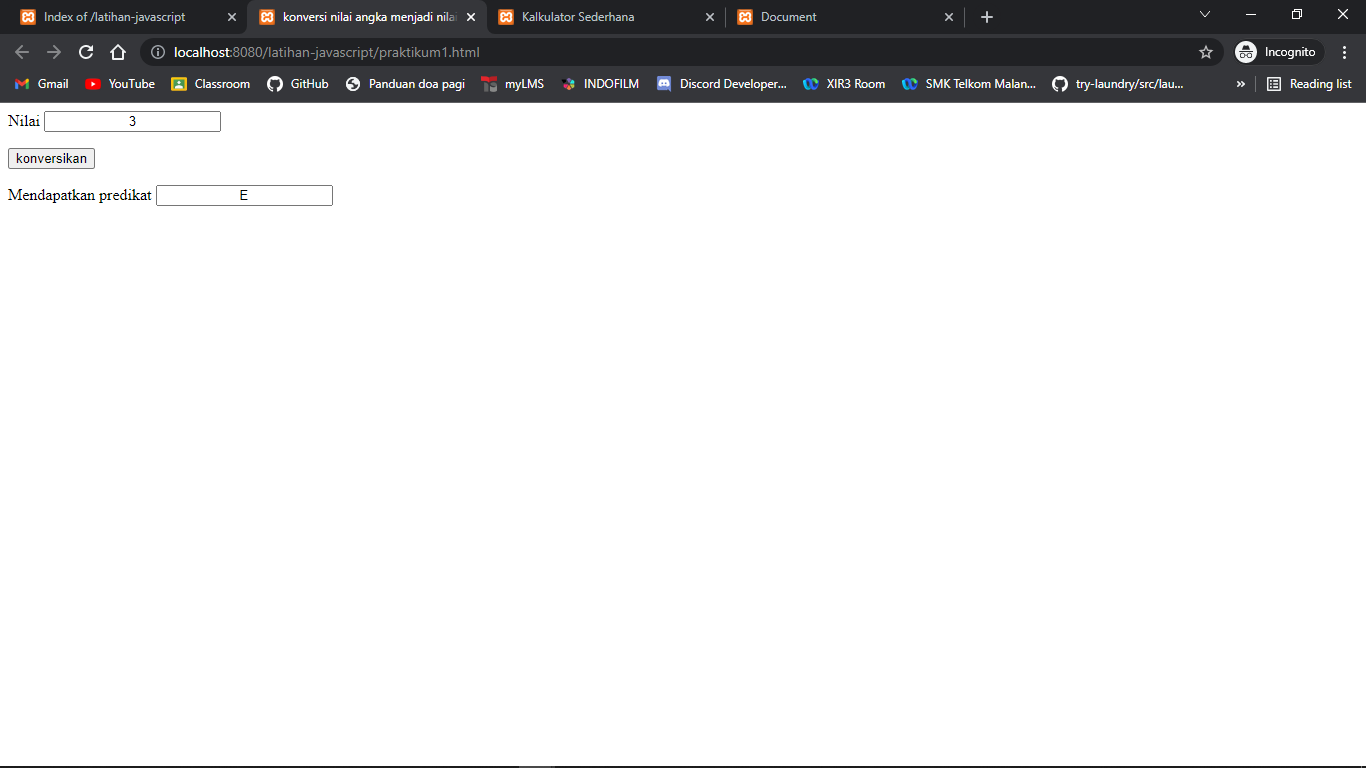 Index of /latihan-javascript
konversi nilai angka menjadi nilai
Kalkulator Sederhana
Document
localhost:8080/latihan-javascript/praktikum1.html
Incognito
Gmail YouTube Classroom GitHub Panduan doa pagi myLMS INDOFILM Discord Developer... XIR3 Room SMK Telkom Malan... try-laundry/src/lau... » Reading list
Nilai 3
konversikan
Mendapatkan predikat E